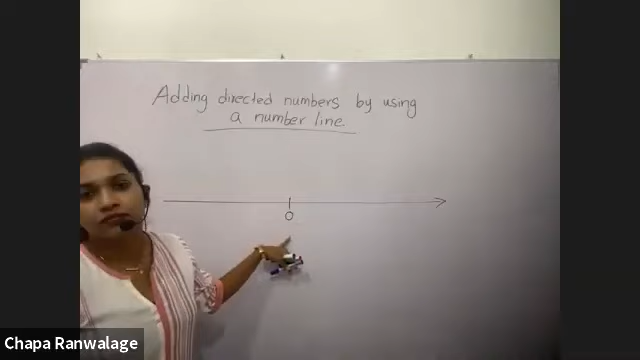 Adding directed numbers by using
a number line.
0
Chapa Ranwalage